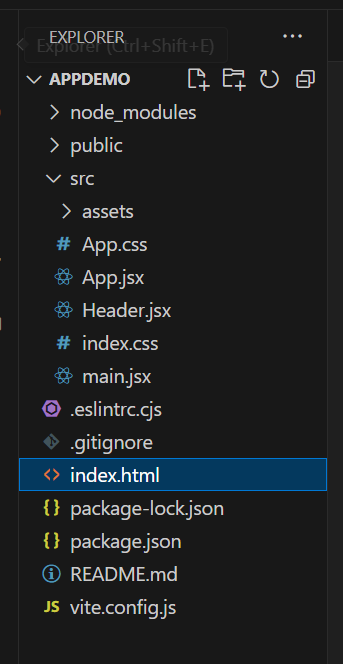 EXPLORER
Explorer (Ctrl+Shift+E)
APPDEMO
node_modules
public
src
assets
# App.css
App.jsx
Header.jsx
# index.css
main.jsx
.eslintrc.cjs
.gitignore
<> index.html
{} package-lock.json
{} package.json
README.md
JS vite.config.js